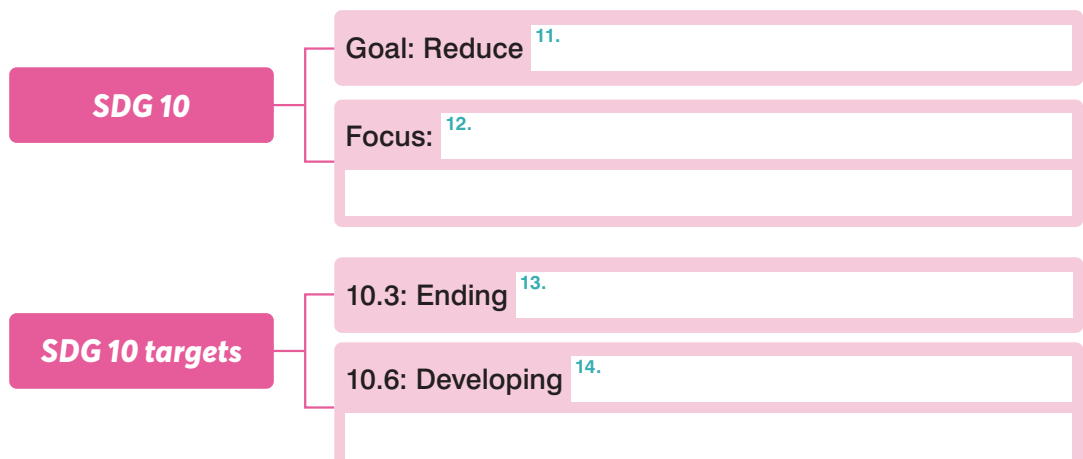 SDG 10
Goal: Reduce 11.
Focus: 12.
SDG 10 targets
10.3: Ending 13.
10.6: Developing 14.